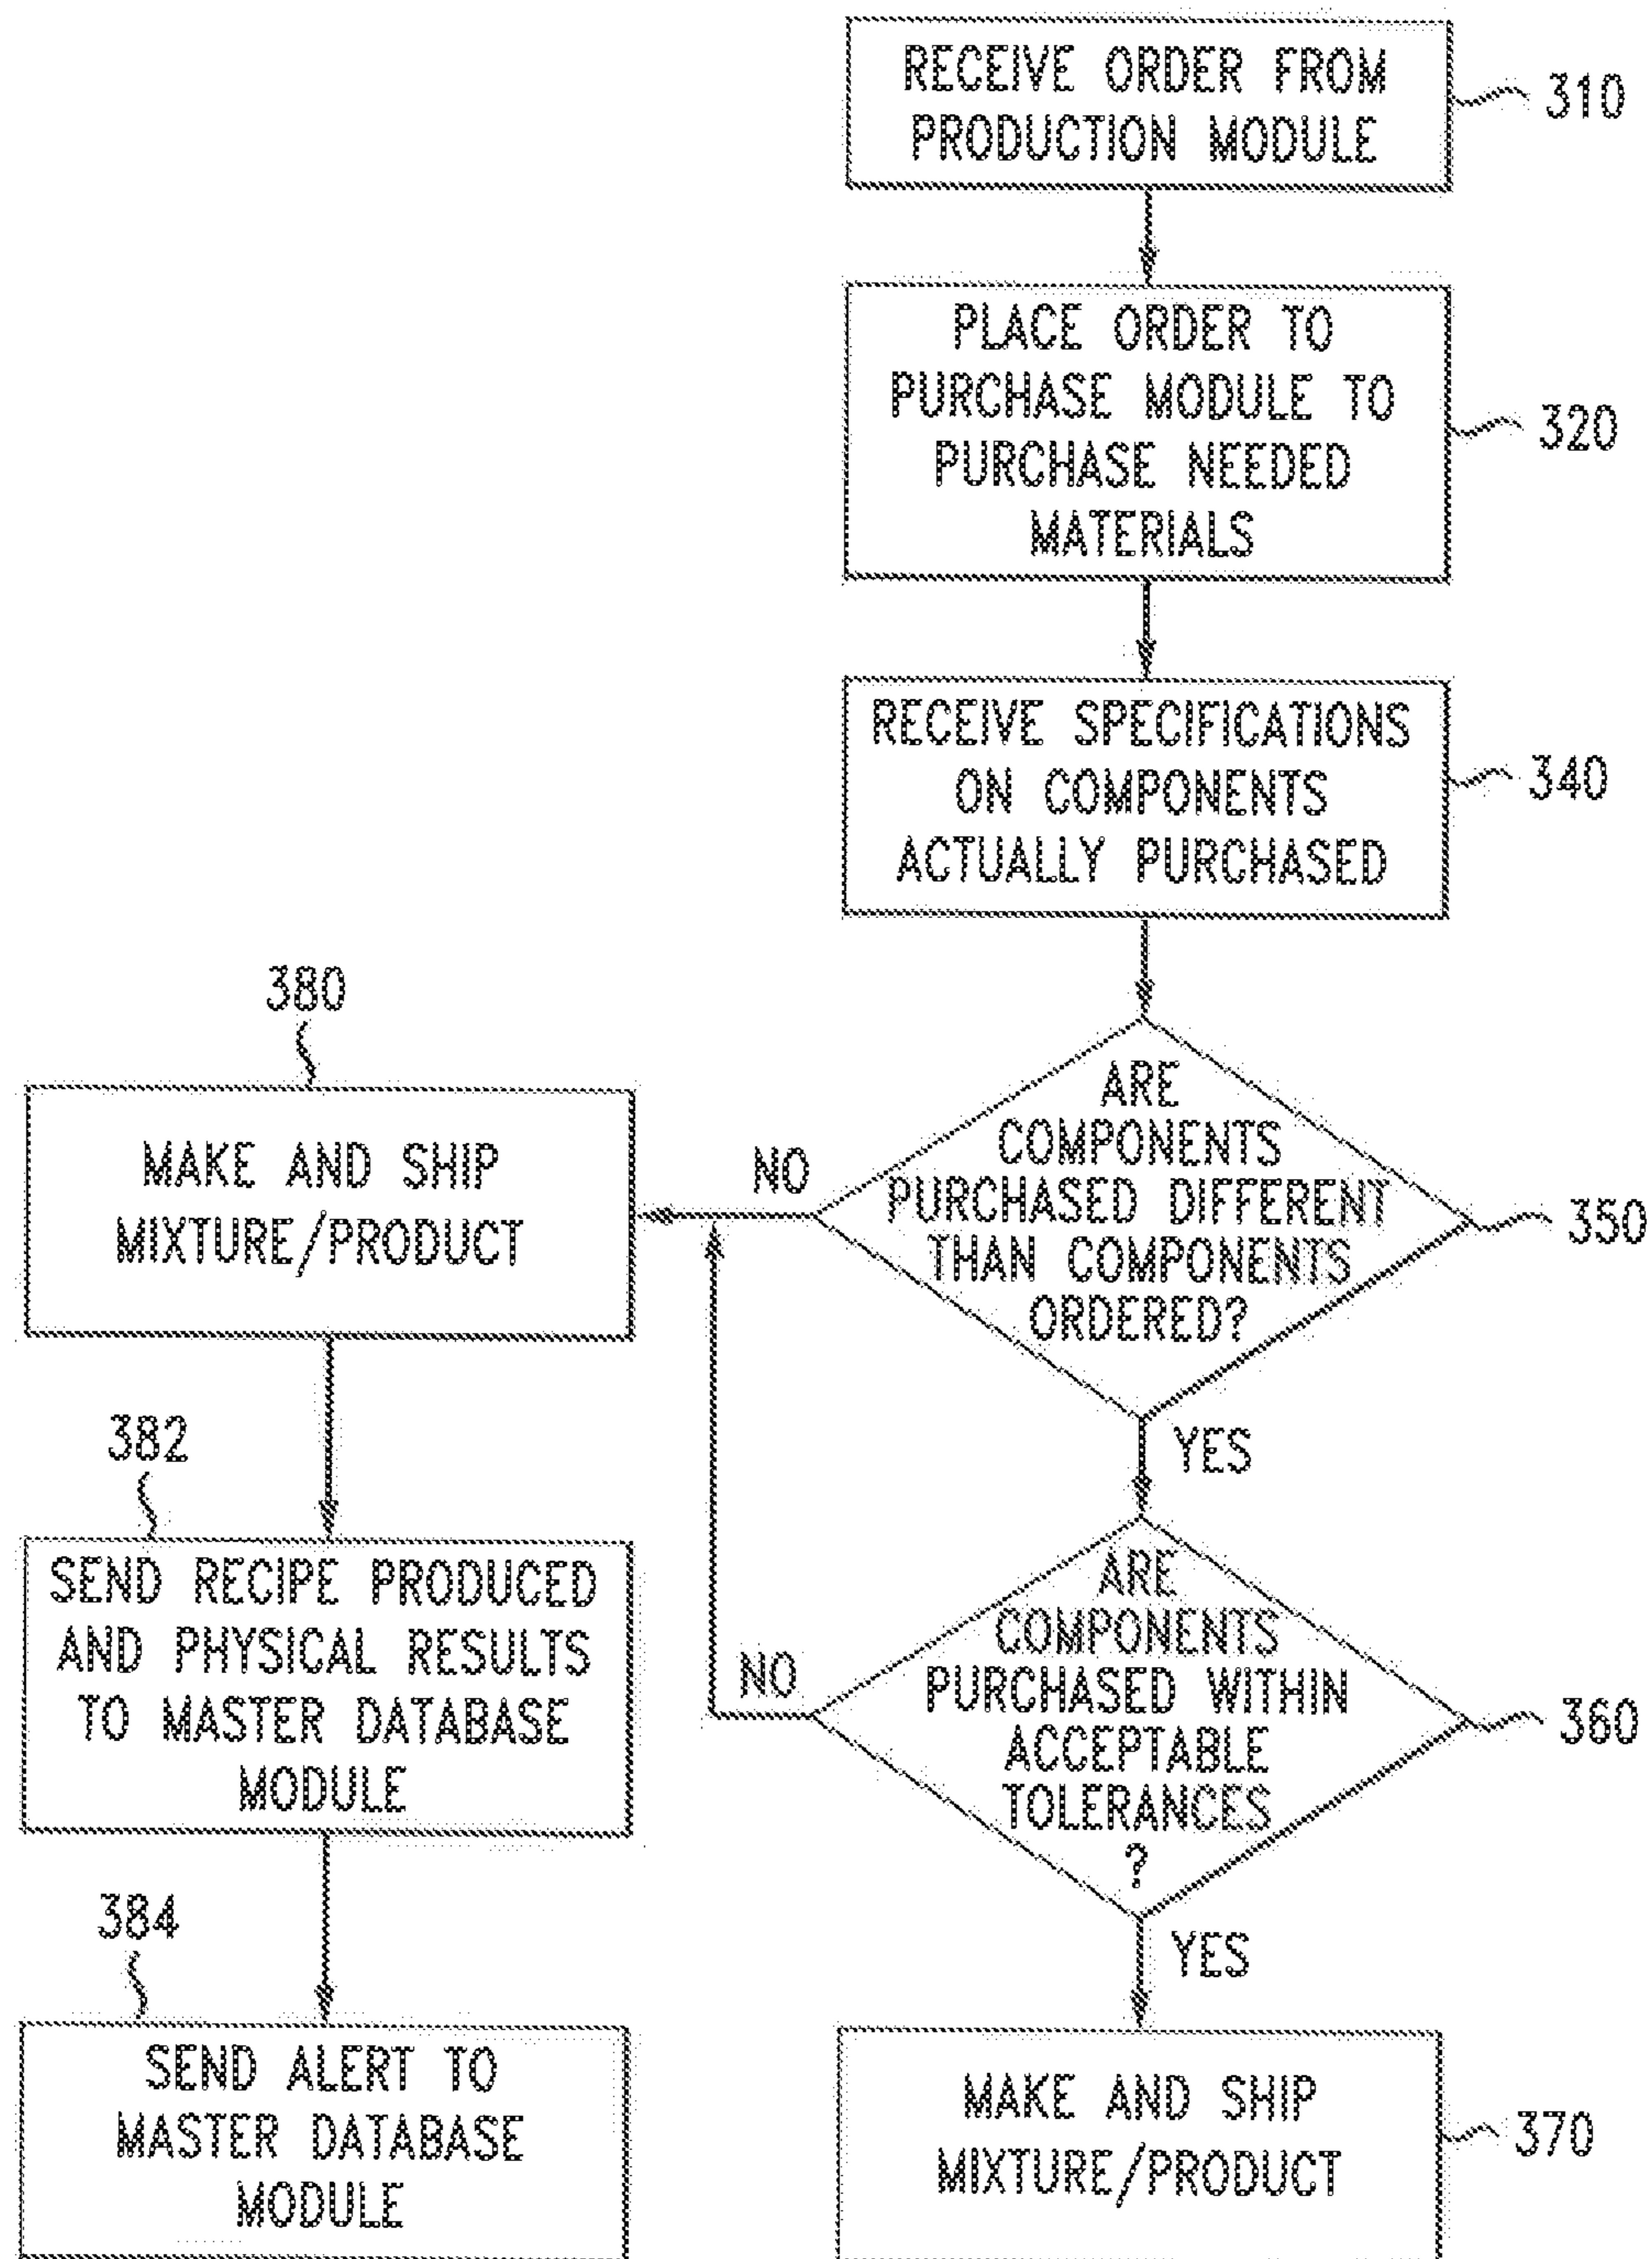 RECEIVE ORDER FROM
PRODUCTION MODULE
310
PLACE ORDER TO
PURCHASE MODULE TO
PURCHASE NEEDED
MATERIALS
320
RECEIVE SPECIFICATIONS
ON COMPONENTS
ACTUALLY PURCHASED
340
ARE
COMPONENTS
PURCHASED DIFFERENT
THAN COMPONENTS
ORDERED?
350
NO
YES
380
MAKE AND SHIP
MIXTURE/PRODUCT
382
SEND RECIPE PRODUCED
AND PHYSICAL RESULTS
TO MASTER DATABASE
MODULE
384
SEND ALERT TO
MASTER DATABASE
MODULE
ARE
COMPONENTS
PURCHASED WITHIN
ACCEPTABLE
TOLERANCES
?
360
NO
YES
MAKE AND SHIP
MIXTURE/PRODUCT
370